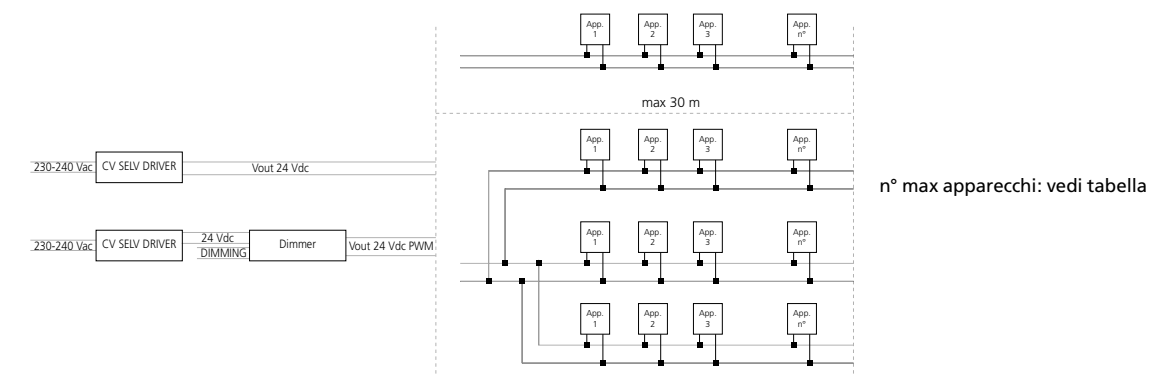 App. 1
App. 2
App. 3
App. n°
max 30 m
App. 1
App. 2
App. 3
App. n°
230-240 Vac
CV SELV DRIVER
Vout 24 Vdc
n° max apparecchi: vedi tabella
230-240 Vac
CV SELV DRIVER
24 Vdc
DIMMING
Dimmer
Vout 24 Vdc PWM
App. 1
App. 2
App. 3
App. n°
App. 1
App. 2
App. 3
App. n°